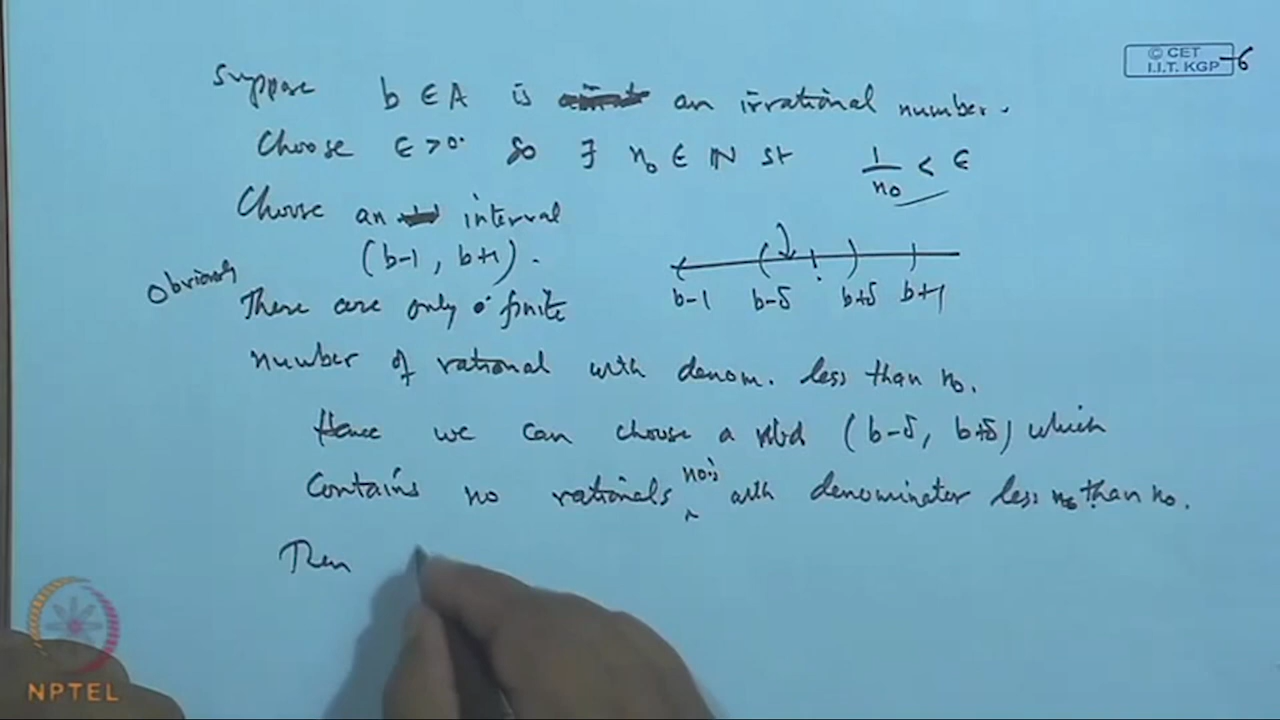 © CET
I.I.T. KGP
-6
Suppose b ∈ A is an irrational number.
Choose ε > 0. So ∃ n₀ ∈ ℕ st 1/n₀ < ε
Choose an interval
(b-1, b+1).
b-1 b-δ b+δ b+1
Obviously
There are only finite
number of rational with denom. less than n₀.
Hence we can choose a nbd (b-δ, b+δ) which
Contains no rationals no's with denominator less than n₀.
Then
NPTEL